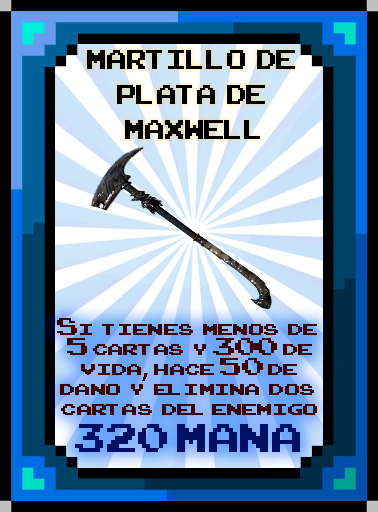 MARTILLO DE
PLATA DE
MAXWELL
SI TIENES MENOS DE
5 CARTAS Y 300 DE
VIDA, HACE 50 DE
DANO Y ELIMINA DOS
CARTAS DEL ENEMIGO
320 MANA